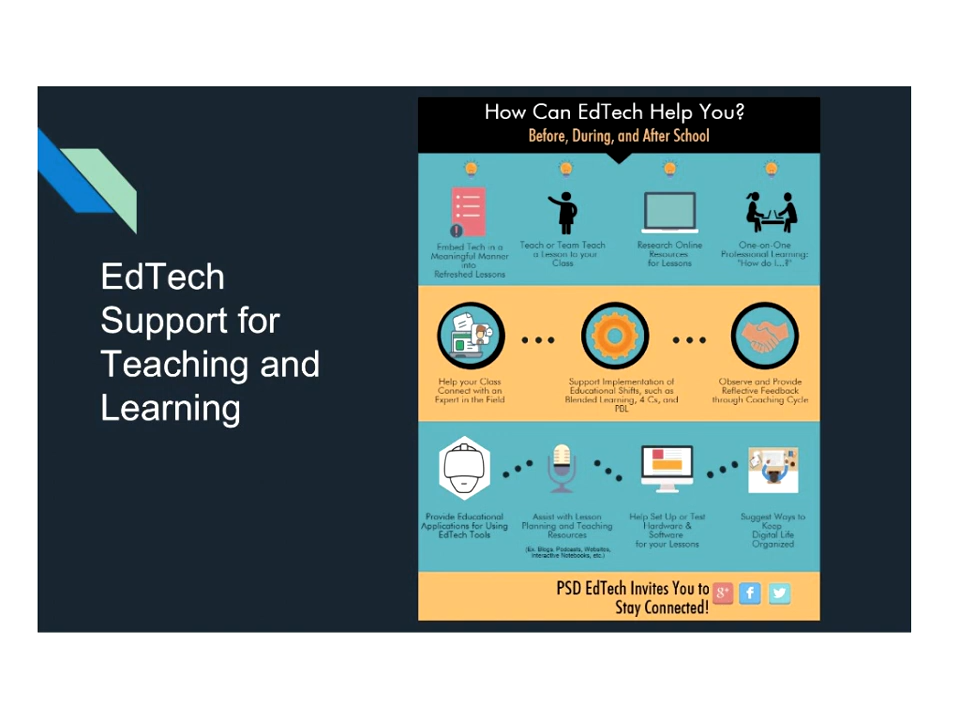 EdTech
Support for
Teaching and
Learning
How Can EdTech Help You?
Before, During, and After School
Embed Tech in a
Meaningful Manner
into
Refreshed Lessons
Teach or Team Teach
a Lesson to your
Class
Research Online
Resources
for Lessons
One-on-One
Professional Learning:
"How do I...?"
Help your Class
Connect with an
Expert in the Field
Support Implementation of
Educational Shifts, such as
Blended Learning, 4 Cs, and
PBL
Observe and Provide
Reflective Feedback
through Coaching Cycle
Provide Educational
Applications for Using
EdTech Tools
Assist with Lesson
Planning and Teaching
Resources
(Ex. Blogs, Podcasts, Websites,
Interactive Notebooks, etc.)
Help Set Up or Test
Hardware &
Software
for your Lessons
Suggest Ways to
Keep
Digital Life
Organized
PSD EdTech Invites You to
Stay Connected!
g+ f